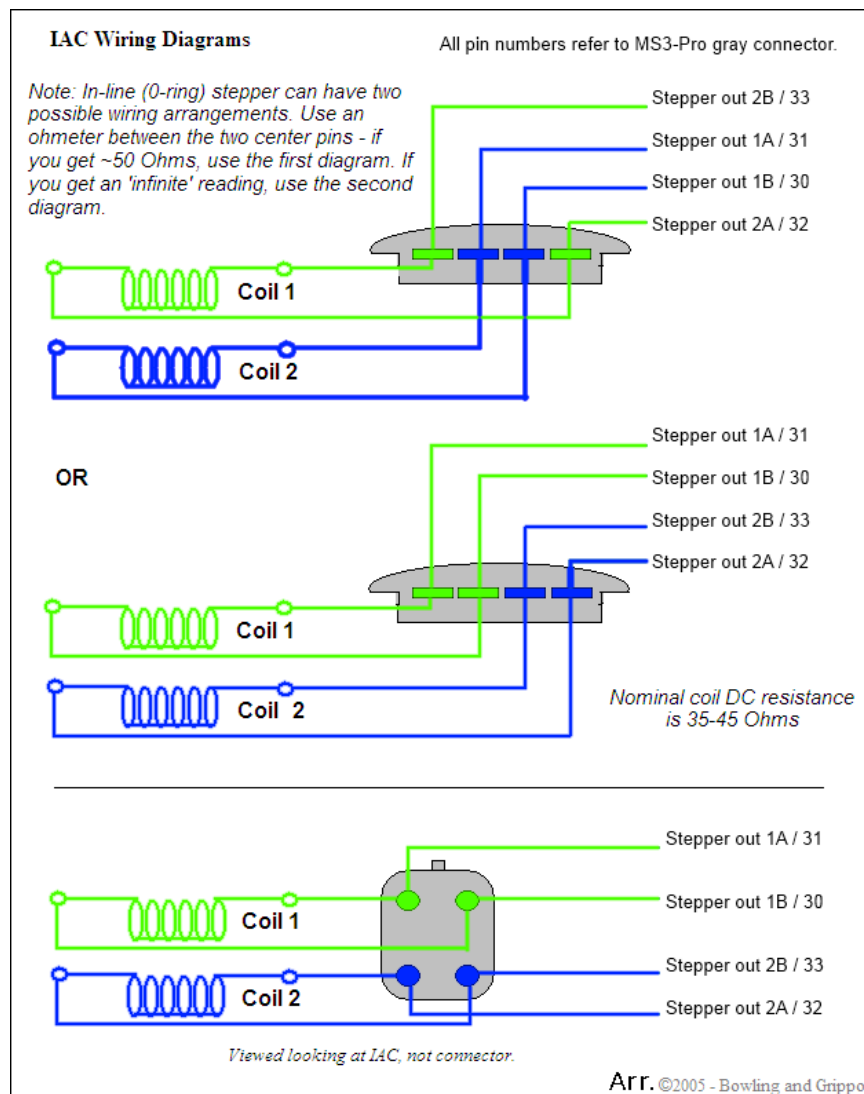 IAC Wiring Diagrams
All pin numbers refer to MS3-Pro gray connector.
Note: In-line (0-ring) stepper can have two
possible wiring arrangements. Use an
ohmeter between the two center pins - if
you get ~50 Ohms, use the first diagram. If
you get an 'infinite' reading, use the second
diagram.
Stepper out 2B / 33
Stepper out 1A / 31
Stepper out 1B / 30
Stepper out 2A / 32
Coil 1
Coil 2
OR
Stepper out 1A / 31
Stepper out 1B / 30
Stepper out 2B / 33
Stepper out 2A / 32
Coil 1
Coil 2
Nominal coil DC resistance
is 35-45 Ohms
Stepper out 1A / 31
Stepper out 1B / 30
Stepper out 2B / 33
Stepper out 2A / 32
Coil 1
Coil 2
Viewed looking at IAC, not connector.
Arr. ©2005 - Bowling and Grippo